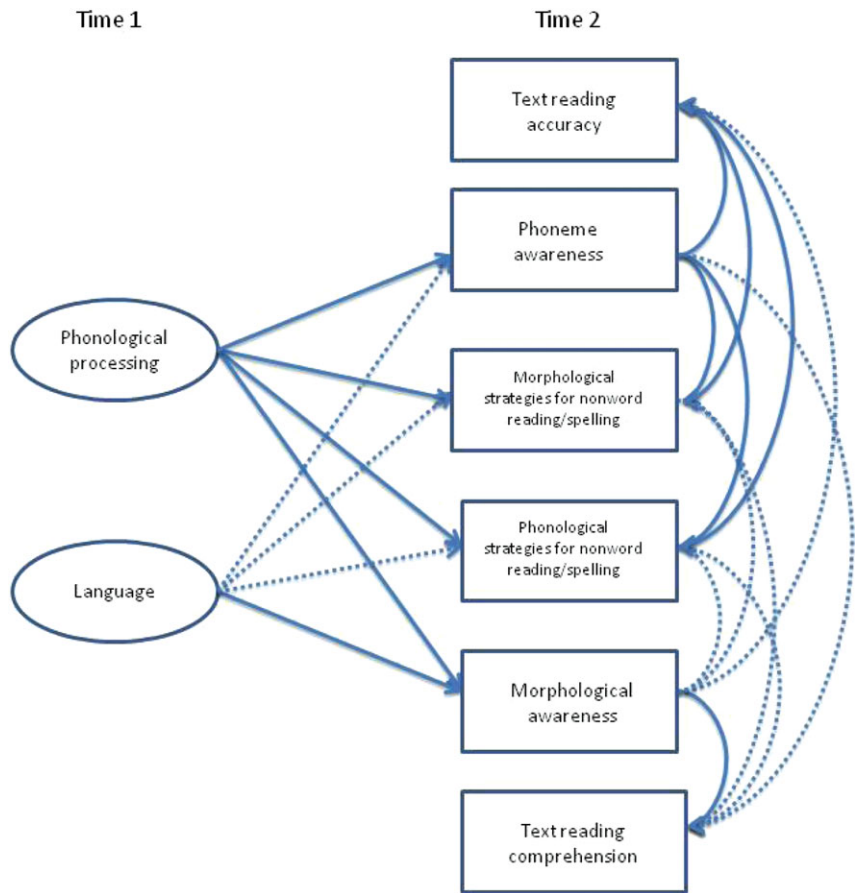 Time 1
Time 2
Text reading
accuracy
Phoneme
awareness
Phonological
processing
Morphological
strategies for nonword
reading/spelling
Phonological
strategies for nonword
reading/spelling
Language
Morphological
awareness
Text reading
comprehension